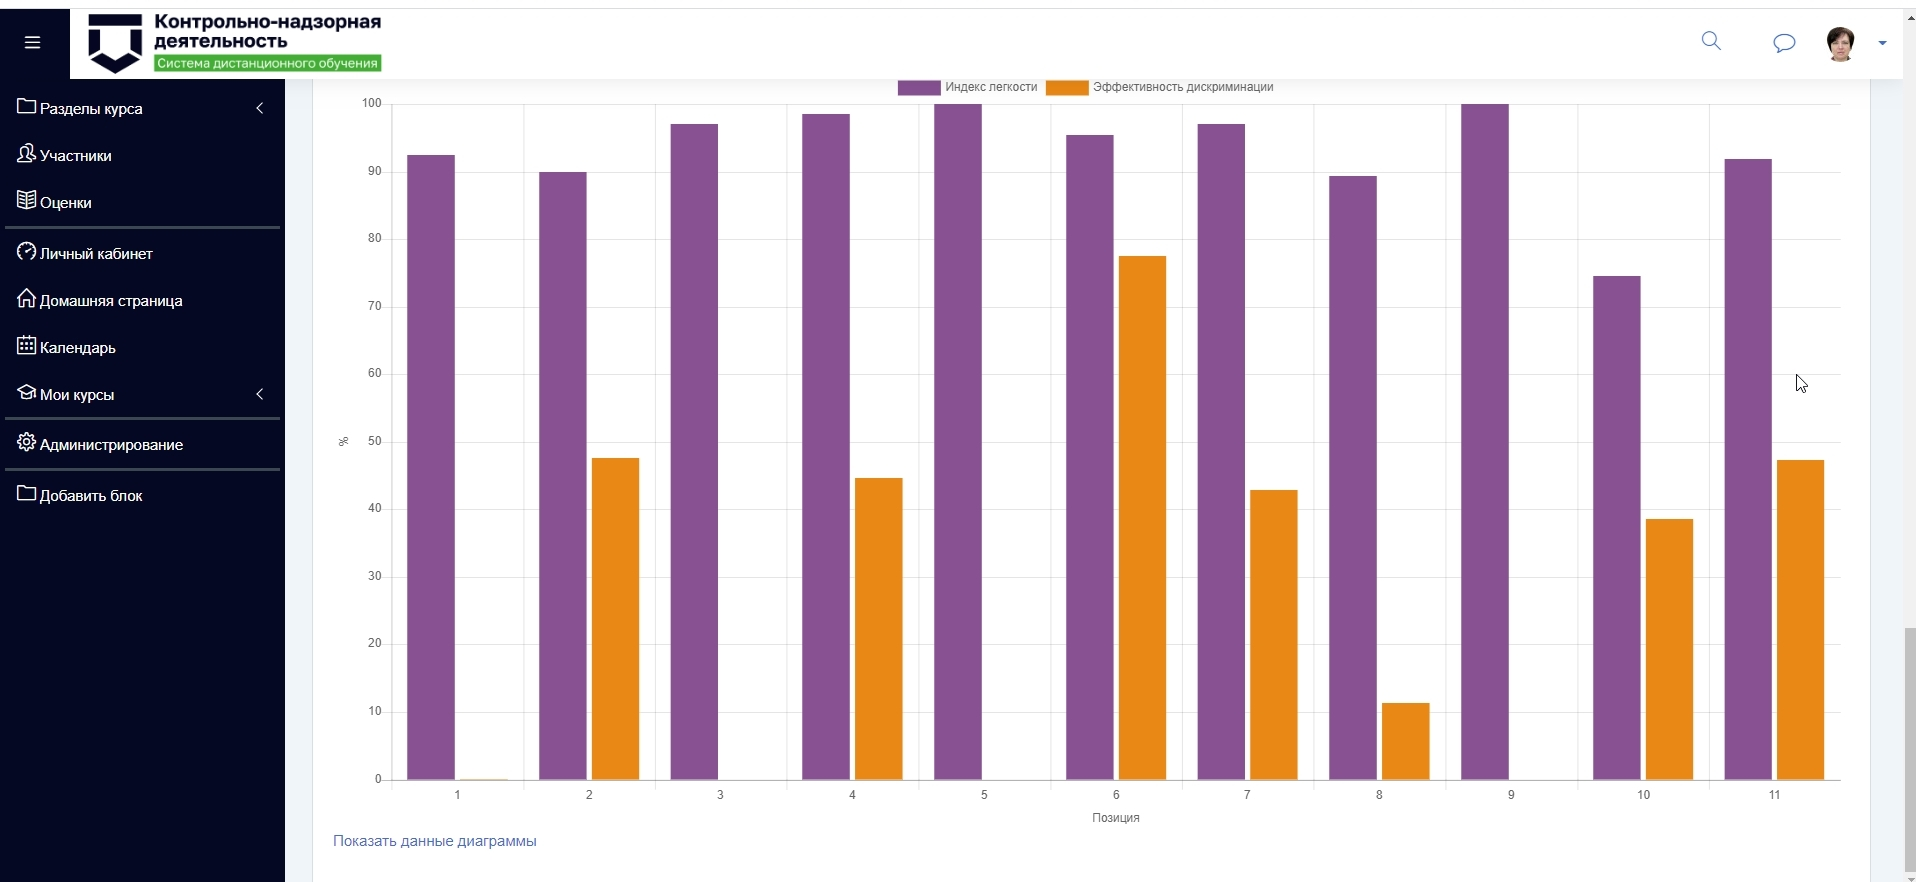 Контрольно-надзорная
деятельность
Система дистанционного обучения
Разделы курса
Участники
Оценки
Личный кабинет
Домашняя страница
Календарь
Мои курсы
Администрирование
Добавить блок
Индекс легкости Эффективность дискриминации
100
90
80
70
60
50
40
30
20
10
0
%
1 2 3 4 5 6 7 8 9 10 11
Позиция
Показать данные диаграммы